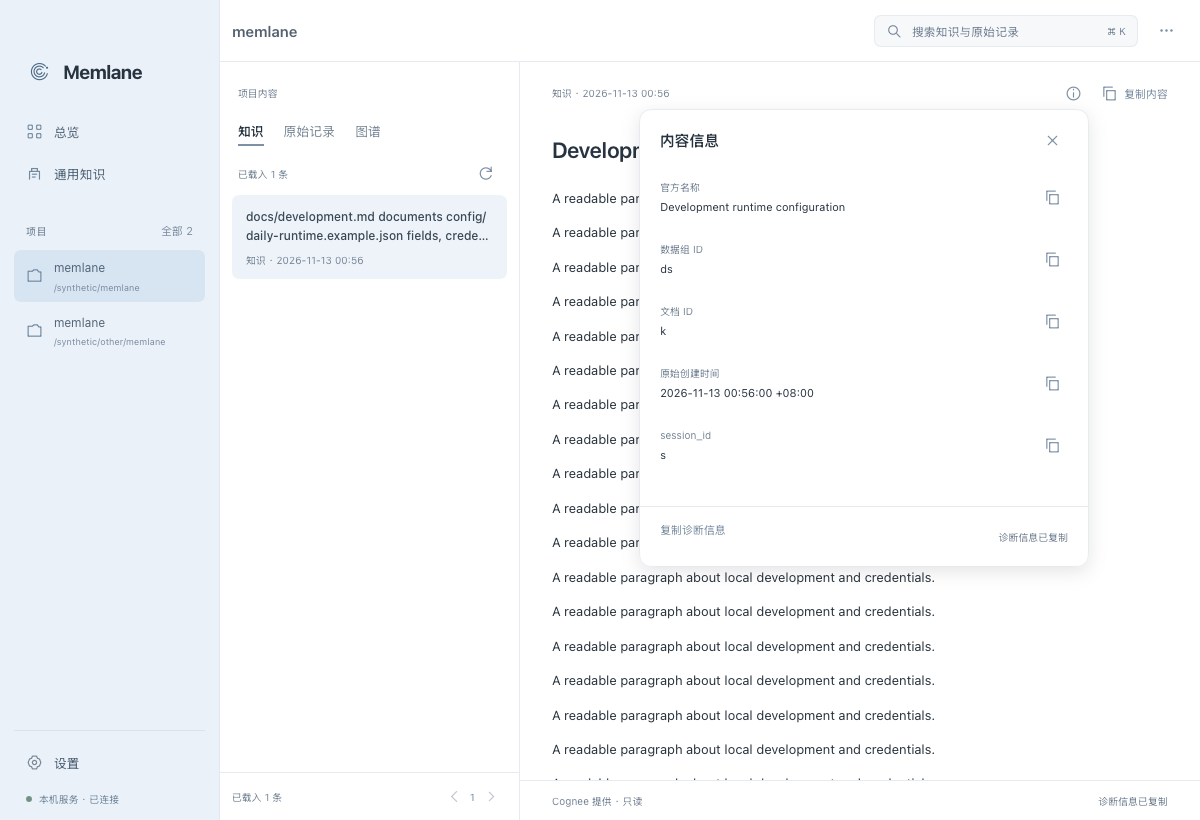 Memlane
总览
通用知识
项目
全部 2
memlane
/synthetic/memlane
memlane
/synthetic/other/memlane
设置
本机服务 · 已连接
memlane
搜索知识与原始记录
⌘ K
项目内容
知识
原始记录
图谱
已载入 1 条
docs/development.md documents config/
daily-runtime.example.json fields, crede...
知识 · 2026-11-13 00:56
已载入 1 条
1
知识 · 2026-11-13 00:56
复制内容
Developr
A readable par
A readable par
A readable par
A readable par
A readable par
A readable par
A readable par
A readable par
A readable par
A readable par
A readable par
A readable paragraph about local development and credentials.
A readable paragraph about local development and credentials.
A readable paragraph about local development and credentials.
A readable paragraph about local development and credentials.
A readable paragraph about local development and credentials.
A readable paragraph about local development and credentials.
内容信息
官方名称
Development runtime configuration
数据组 ID
ds
文档 ID
k
原始创建时间
2026-11-13 00:56:00 +08:00
session_id
s
复制诊断信息
诊断信息已复制
Cognee 提供 · 只读
诊断信息已复制